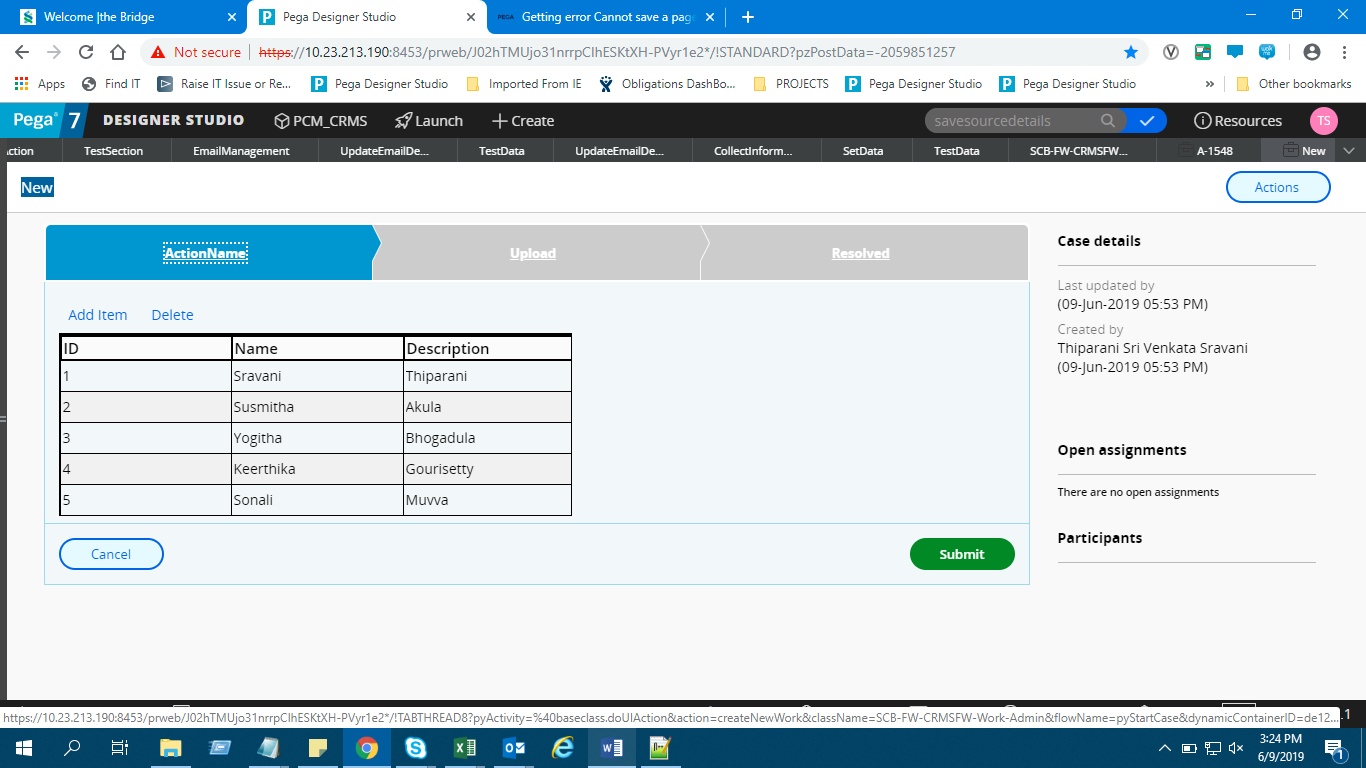 Welcome |the Bridge
Pega Designer Studio
Getting error Cannot save a pag
Not secure
https://10.23.213.190:8453/prweb/J02hTMUjo31nrrpCIhESKtXH-PVyr1e2*/!STANDARD?pzPostData=-2059851257
Apps
Find IT
Raise IT Issue or Re...
Pega Designer Studio
Imported From IE
Obligations DashBo...
PROJECTS
Pega Designer Studio
Pega Designer Studio
»
Other bookmarks
Pega 7
DESIGNER STUDIO
PCM_CRMS
Launch
Create
savesourcedetails
Resources
TS
ction
TestSection
EmailManagement
UpdateEmailDe...
TestData
UpdateEmailDe...
CollectInform...
SetData
TestData
SCB-FW-CRMSFW...
A-1548
New
New
Actions
ActionName
Upload
Resolved
Case details
Last updated by
(09-Jun-2019 05:53 PM)
Created by
Thiparani Sri Venkata Sravani
(09-Jun-2019 05:53 PM)
Add Item Delete
ID Name Description
1 Sravani Thiparani
2 Susmitha Akula
3 Yogitha Bhogadula
4 Keerthika Gourisetty
5 Sonali Muvva
Open assignments
There are no open assignments
Participants
Cancel
Submit
https://10.23.213.190:8453/prweb/J02hTMUjo31nrrpCIhESKtXH-PVyr1e2*/!TABTHREAD8?pyActivity=%40baseclass.doUIAction&action=createNewWork&className=SCB-FW-CRMSFW-Work-Admin&flowName=pyStartCase&dynamicContainerID=de12...
1
3:24 PM
6/9/2019
1